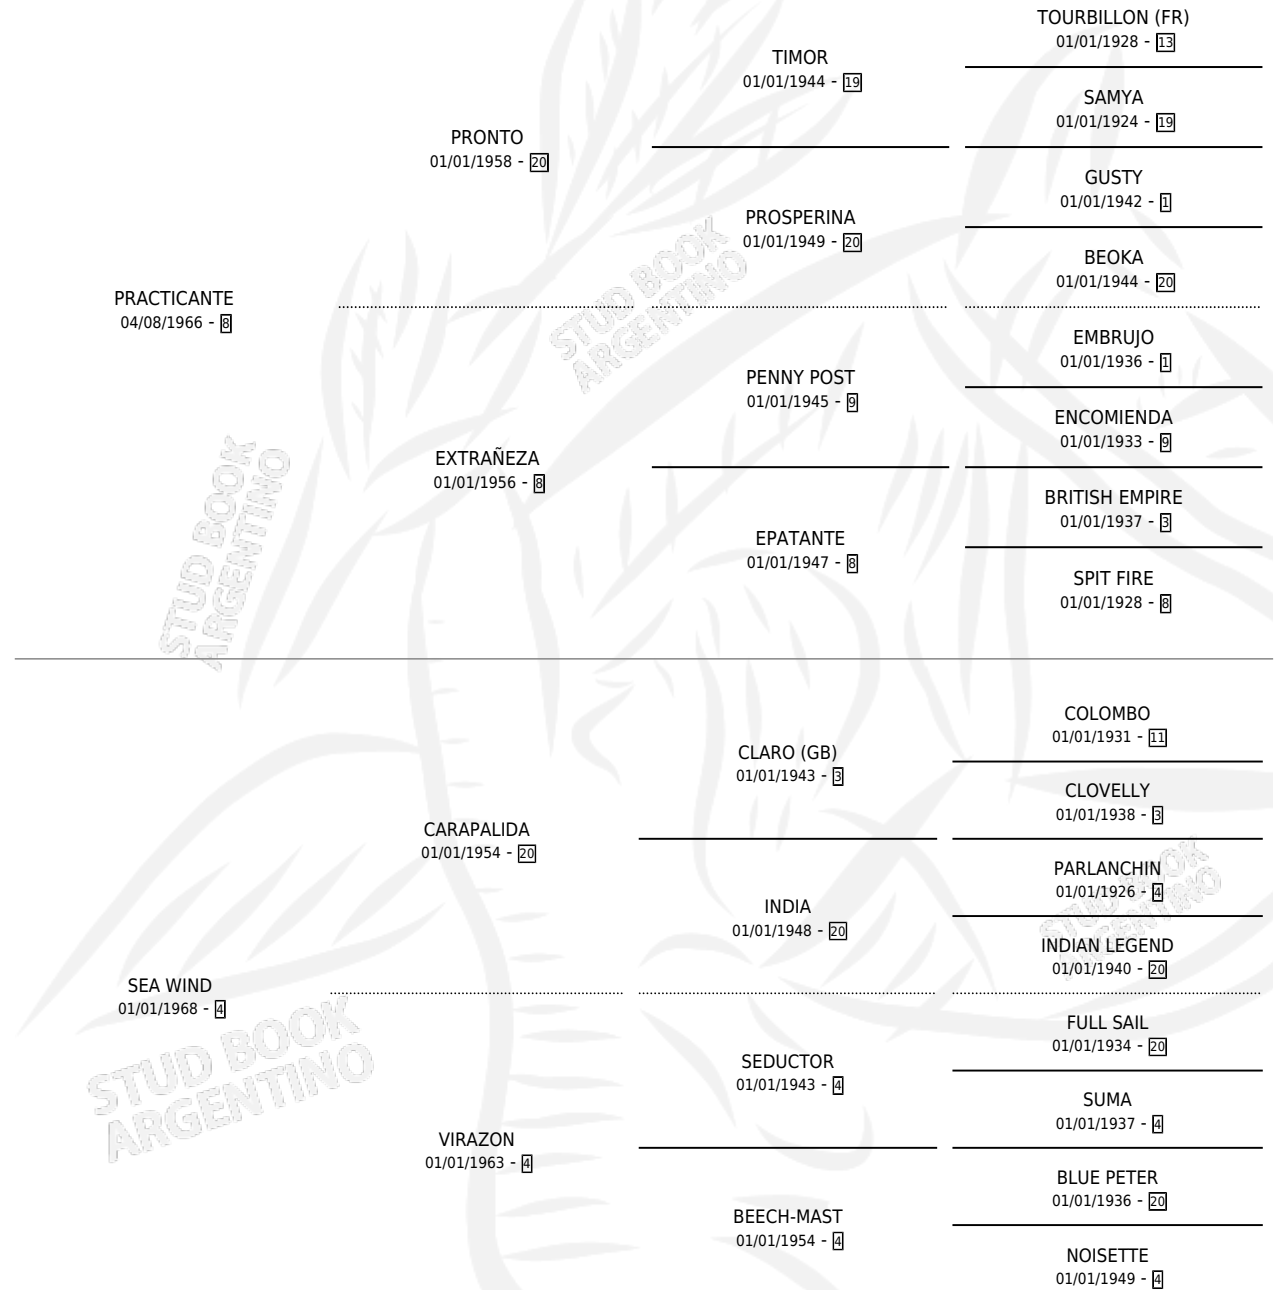 TOURBILLON (FR)
01/01/1928 - 13
TIMOR
01/01/1944 - 19
SAMYA
01/01/1924 - 19
PRONTO
01/01/1958 - 20
GUSTY
01/01/1942 - 1
PROSPERINA
01/01/1949 - 20
BEOKA
01/01/1944 - 20
PRACTICANTE
04/08/1966 - 8
EMBRUJO
01/01/1936 - 1
PENNY POST
01/01/1945 - 9
ENCOMIENDA
01/01/1933 - 9
EXTRAÑEZA
01/01/1956 - 8
BRITISH EMPIRE
01/01/1937 - 3
EPATANTE
01/01/1947 - 8
SPIT FIRE
01/01/1928 - 8
COLOMBO
01/01/1931 - 11
CLARO (GB)
01/01/1943 - 3
CLOVELLY
01/01/1938 - 3
CARAPALIDA
01/01/1954 - 20
PARLANCHIN
01/01/1926 - 4
INDIA
01/01/1948 - 20
INDIAN LEGEND
01/01/1940 - 20
SEA WIND
01/01/1968 - 4
FULL SAIL
01/01/1934 - 20
SEDUCTOR
01/01/1943 - 4
SUMA
01/01/1937 - 4
VIRAZON
01/01/1963 - 4
BLUE PETER
01/01/1936 - 20
BEECH-MAST
01/01/1954 - 4
NOISETTE
01/01/1949 - 4
STUD BOOK
ARGENTINO
STUD BOOK
ARGENTINO
STUD BOOK
ARGENTINO
STUD BOOK
ARGENTINO